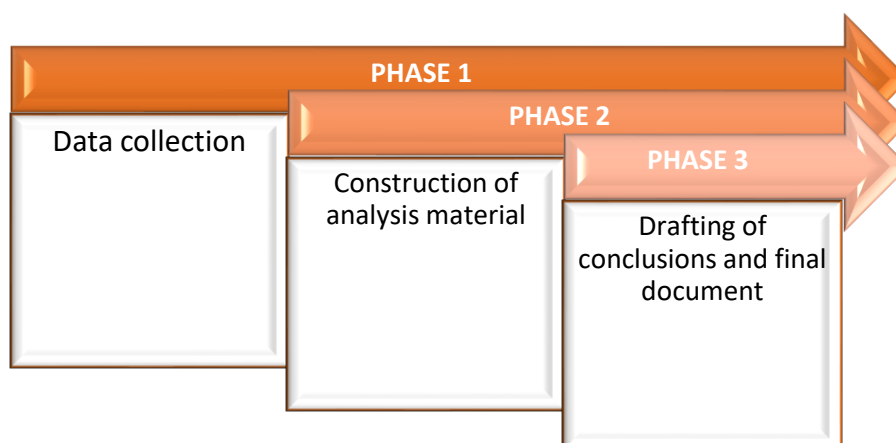 PHASE 1
Data collection
PHASE 2
Construction of
analysis material
PHASE 3
Drafting of
conclusions and final
document